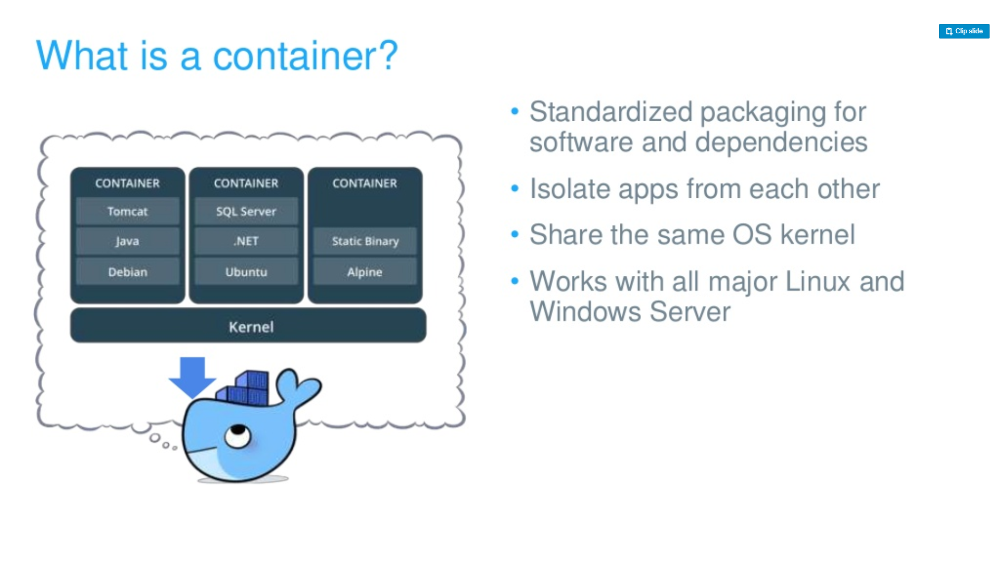 Clip slide
What is a container?
CONTAINER
Tomcat
Java
Debian
CONTAINER
SQL Server
.NET
Ubuntu
CONTAINER
Static Binary
Alpine
Kernel
• Standardized packaging for
software and dependencies
• Isolate apps from each other
• Share the same OS kernel
• Works with all major Linux and
Windows Server